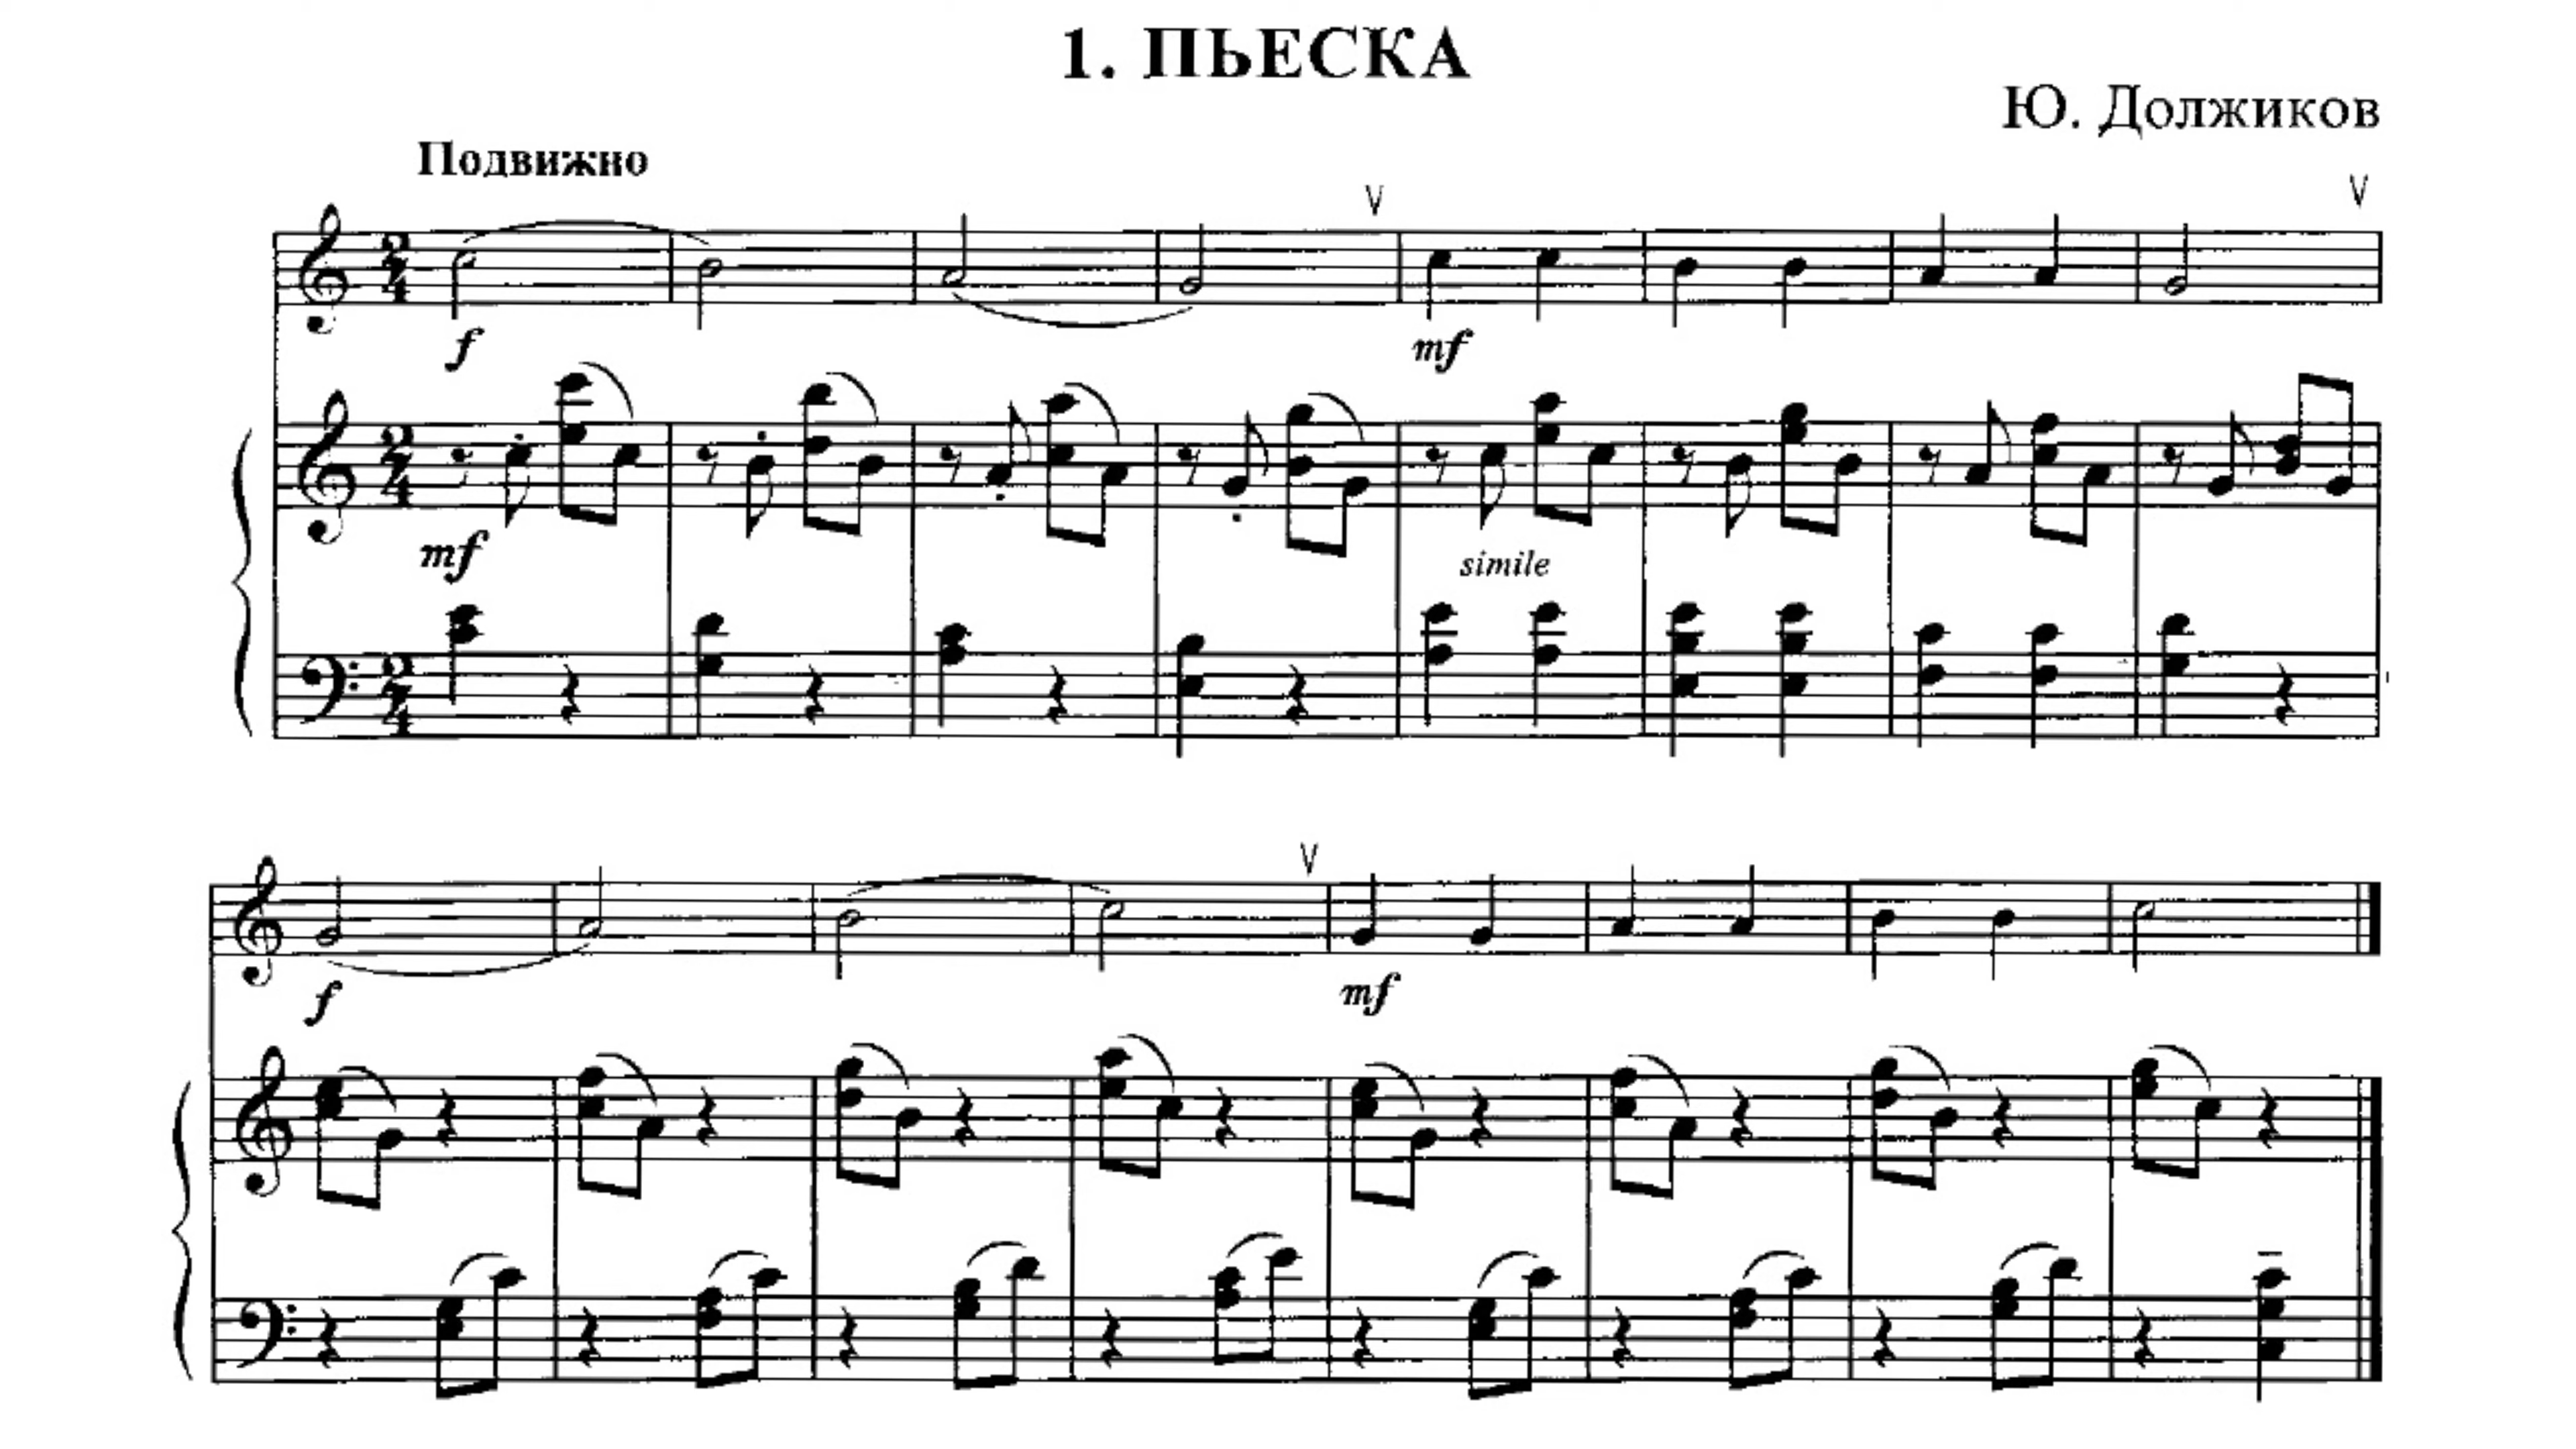 1. ПЬЕСКА
Ю. Должиков
Подвижно
f
mf
mf
simile
f
mf